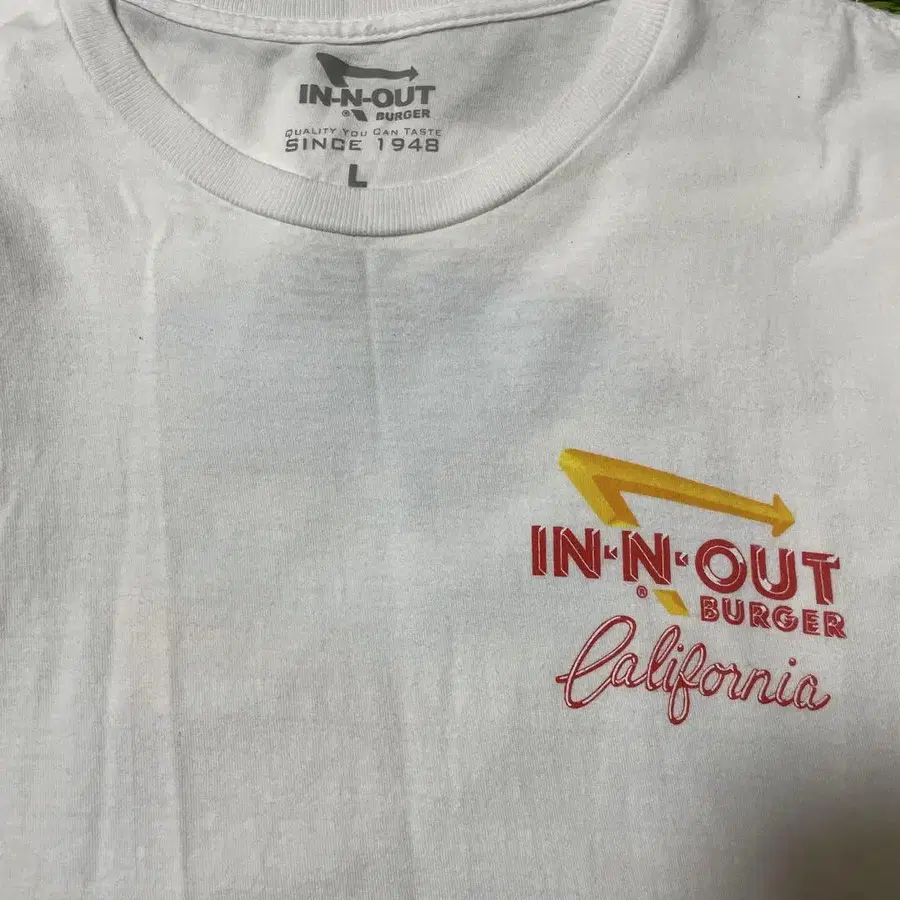 IN-N-OUT
® BURGER
QUALITY YOU CAN TASTE
SINCE 1948
L
IN-N-OUT
® BURGER
California